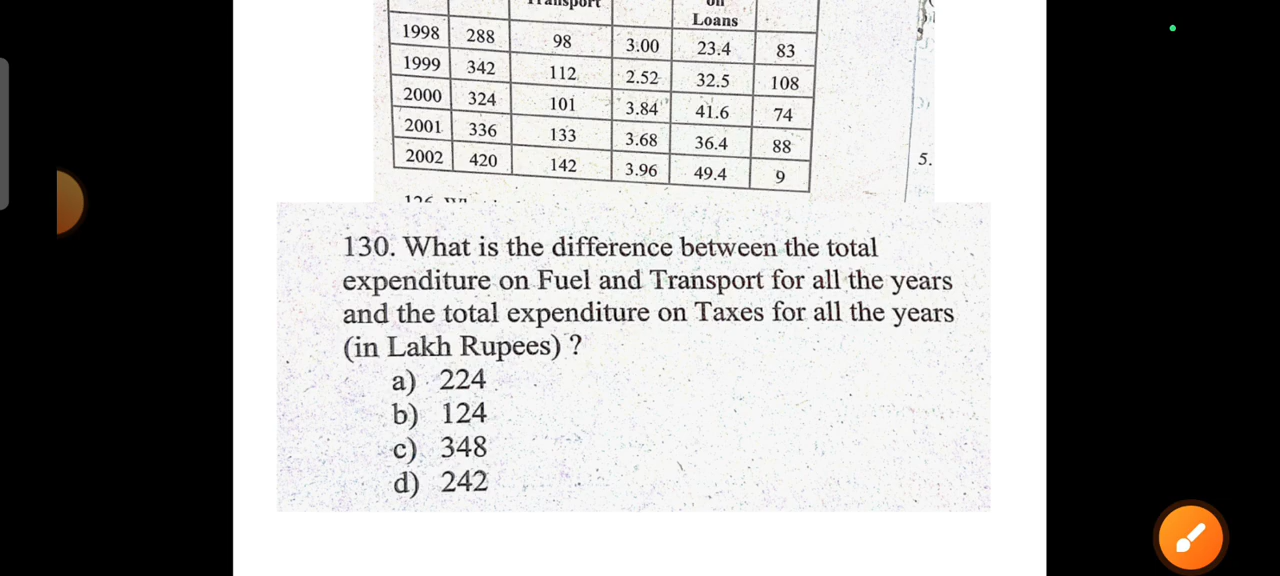 Transport on
Loans
1998 288 98 3.00 23.4 83
1999 342 112 2.52 32.5 108
2000 324 101 3.84 41.6 74
2001 336 133 3.68 36.4 88
2002 420 142 3.96 49.4 9
5.
130. What is the difference between the total
expenditure on Fuel and Transport for all the years
and the total expenditure on Taxes for all the years
(in Lakh Rupees) ?
a) 224
b) 124
c) 348
d) 242